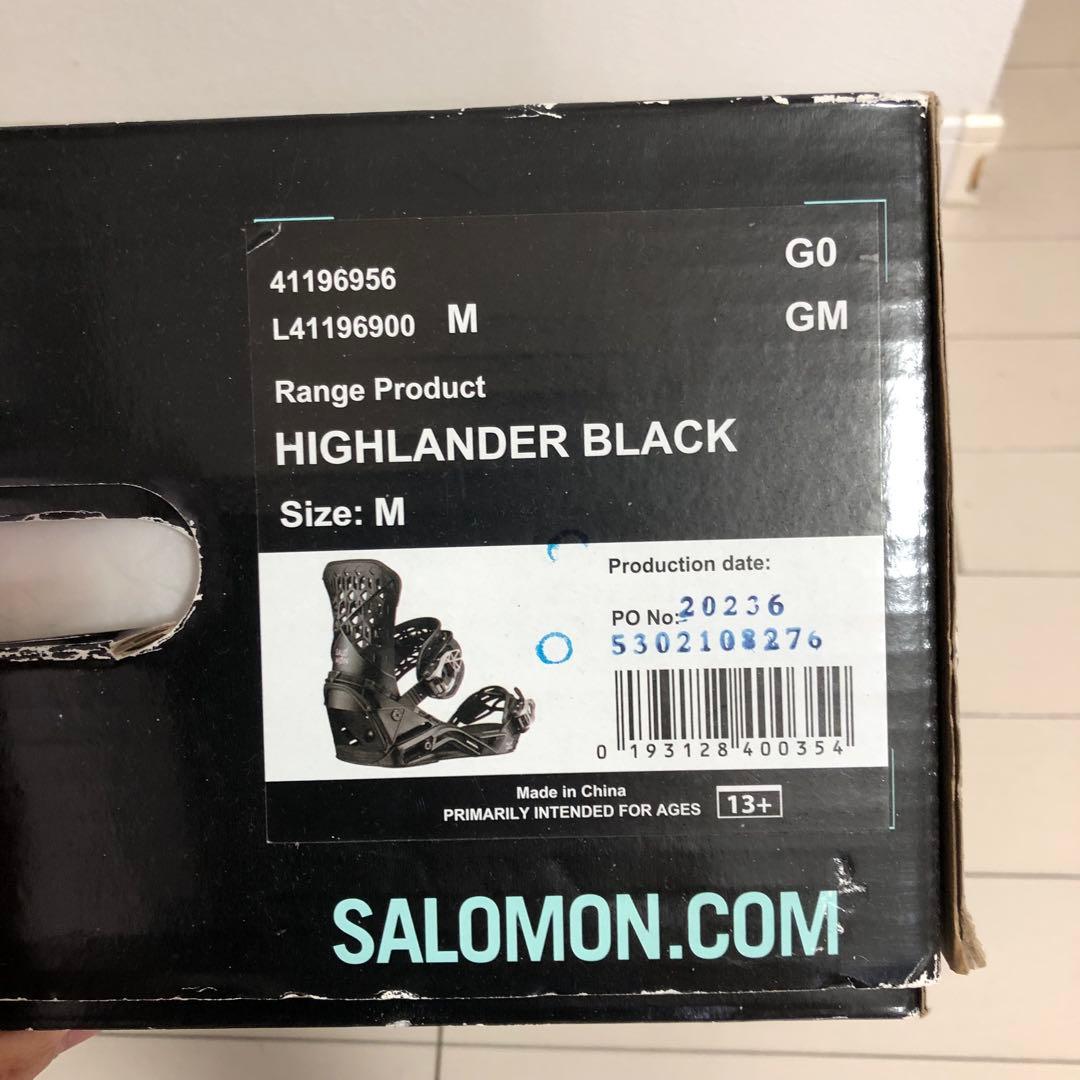 41196956 G0
L41196900 M GM
Range Product
HIGHLANDER BLACK
Size: M
Production date:
PO No: 20236
5302108276
0 193128 400354
Made in China
PRIMARILY INTENDED FOR AGES 13+
SALOMON.COM